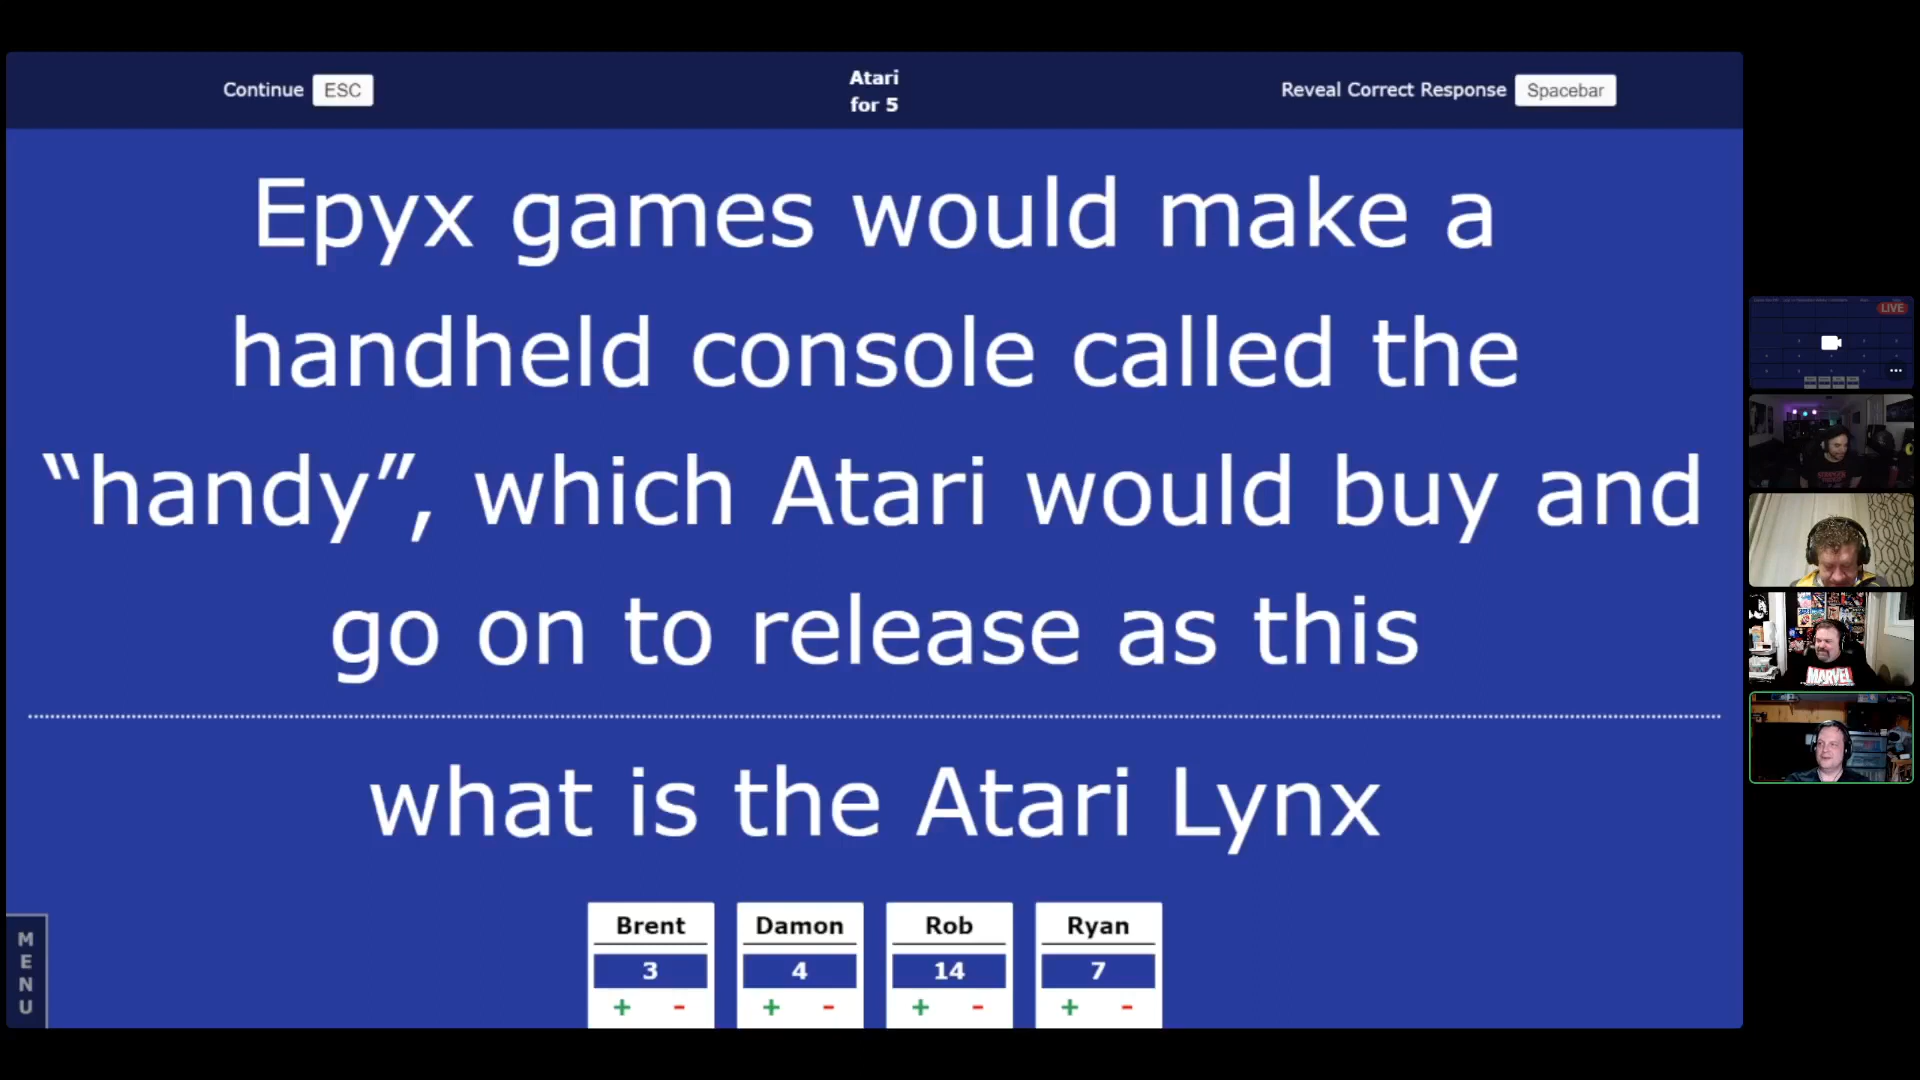 Continue ESC
Atari
for 5
Reveal Correct Response Spacebar
Epyx games would make a
handheld console called the
“handy”, which Atari would buy and
go on to release as this
what is the Atari Lynx
Brent Damon Rob Ryan
3 4 14 7
+ - + - + - + -
MENU
LIVE
MARVEL